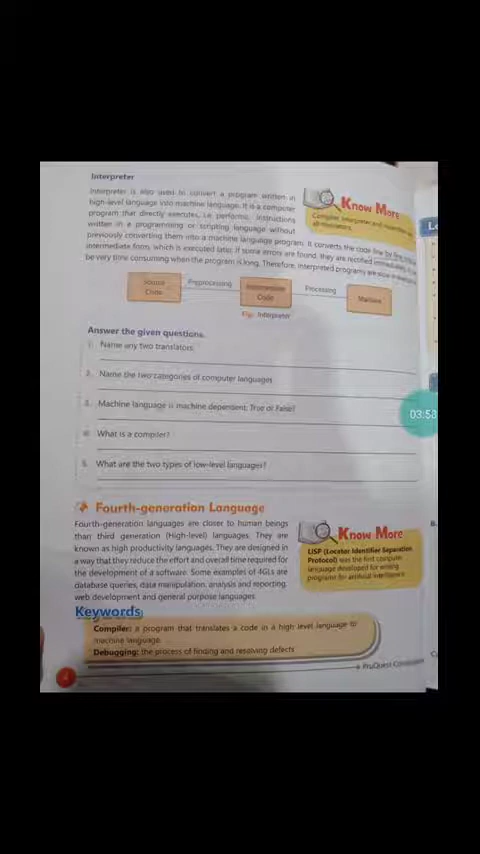 Interpreter
Interpreter is also used to convert a program written in
high-level language into machine language. It is a computer
program that directly executes, i.e. performs, instructions
written in a programming or scripting language without
previously converting them into a machine language program. It converts the code line by line
intermediate form, which is executed later. If some errors are found, they are rectified immediately.
be very time consuming when the program is long. Therefore, interpreted programs are slow
Know More
Compiler, interpreter and
all translators.
Source
Code
Preprocessing
Intermediate
Code
Processing
Machine
Fig: Interpreter
Answer the given questions.
1. Name any two translators.
2. Name the two categories of computer languages
3. Machine language is machine dependent. True or False?
4. What is a compiler?
5. What are the two types of low-level languages?
03:53
Fourth-generation Language
Fourth-generation languages are closer to human beings
than third generation (High-level) languages. They are
known as high productivity languages. They are designed in
a way that they reduce the effort and overall time required for
the development of a software. Some examples of 4GLs are
database queries, data manipulation, analysis and reporting,
web development and general purpose languages.
Know More
LISP (Locator Identifier Separation
Protocol) was the first computer
language developed for writing
programs for artificial intelligence.
Keywords
Compiler: a program that translates a code in a high level language to
machine language
Debugging: the process of finding and resolving defects
4